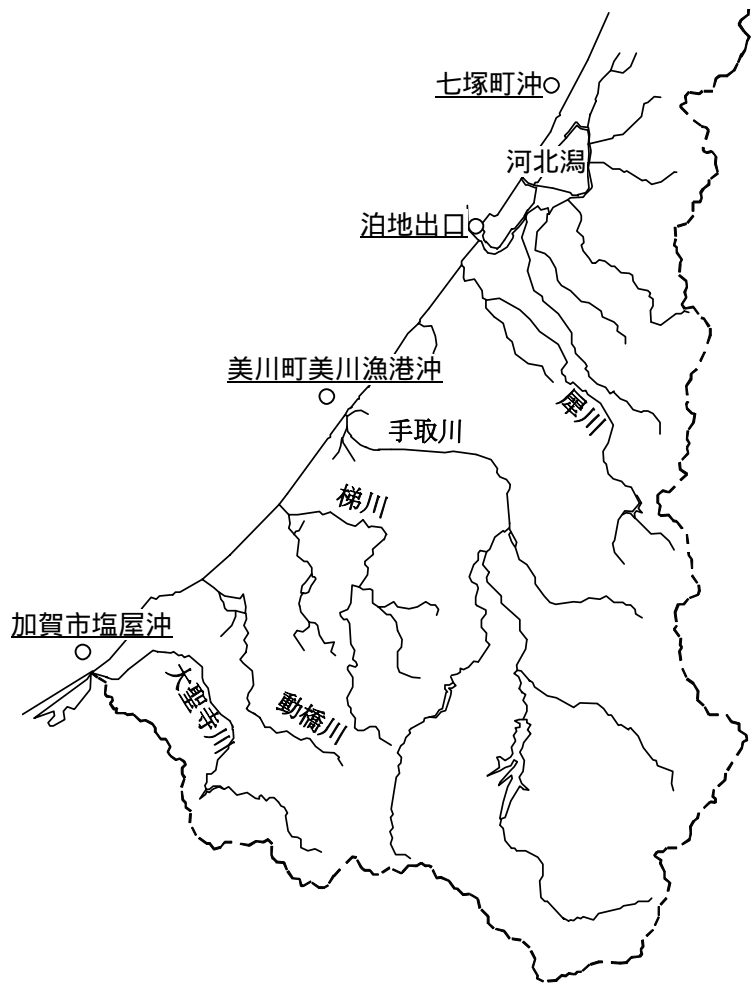 七塚町沖
河北潟
泊地出口
美川町美川漁港沖
犀川
手取川
梯川
加賀市塩屋沖
大聖寺川
動橋川